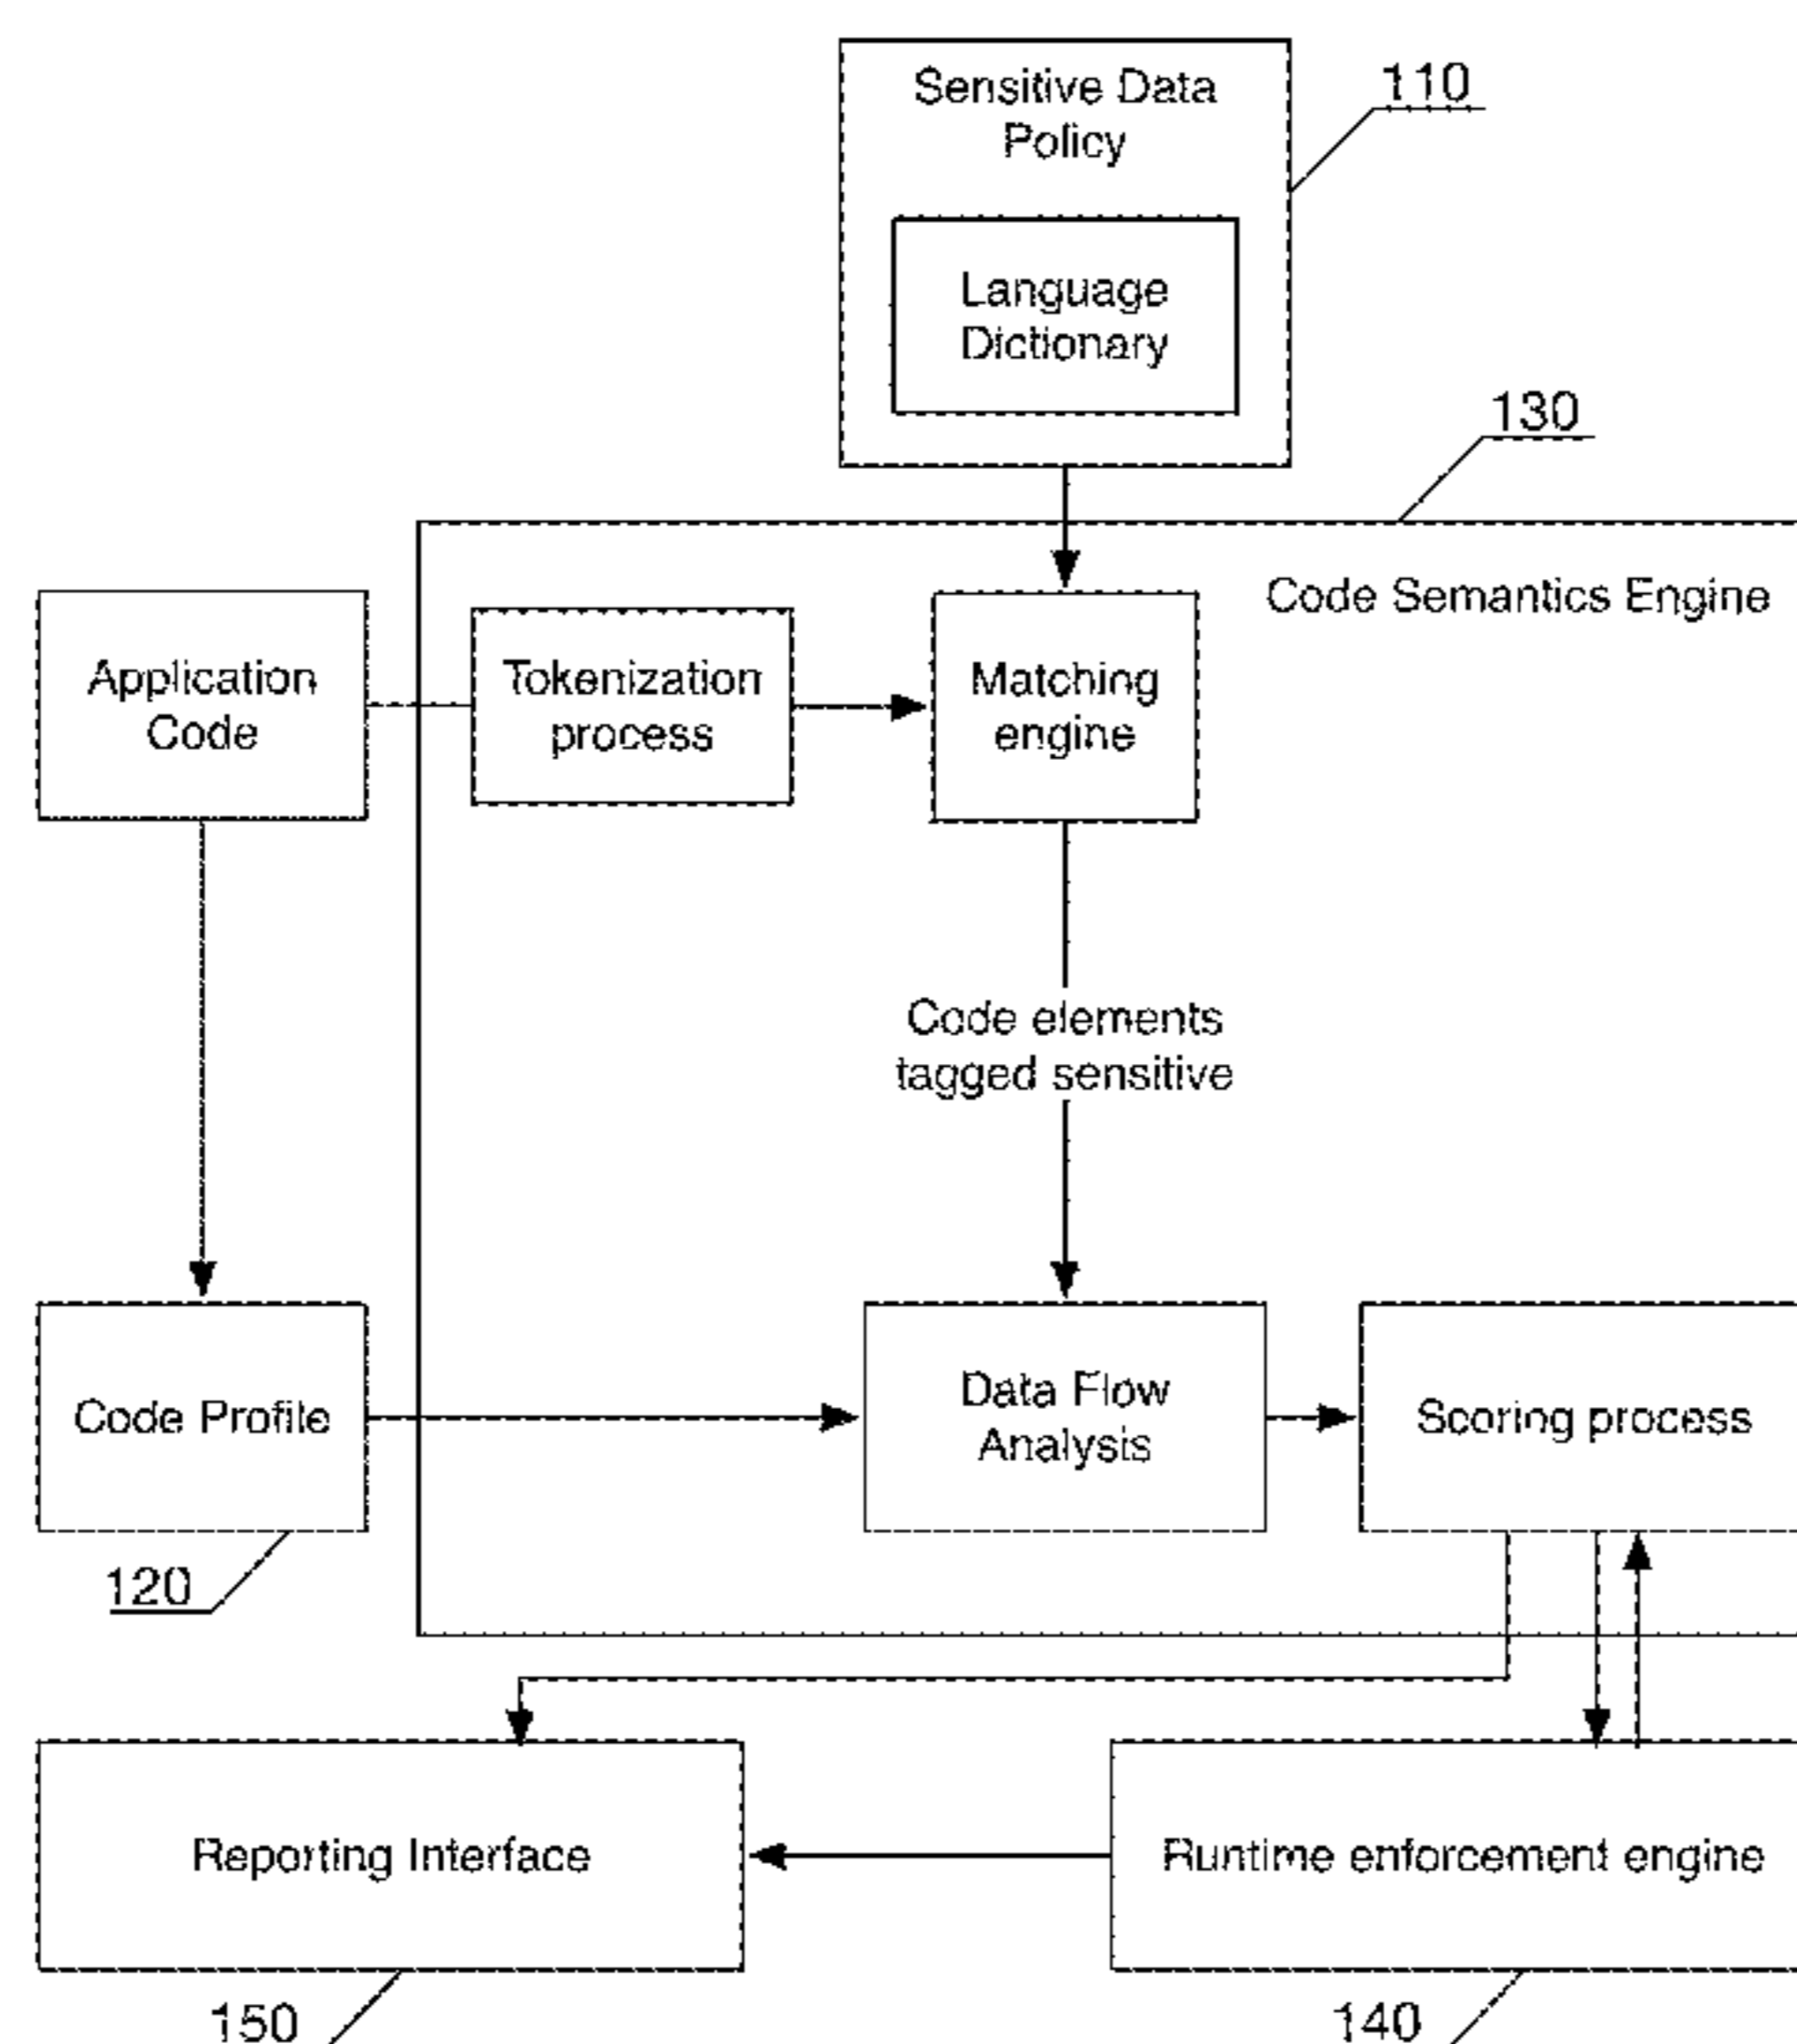 Sensitive Data
Policy
110
Language
Dictionary
130
Code Semantics Engine
Application
Code
Tokenization
process
Matching
engine
Code elements
tagged sensitive
Code Profile
Data Flow
Analysis
Scoring process
120
Reporting Interface
Runtime enforcement engine
150
140